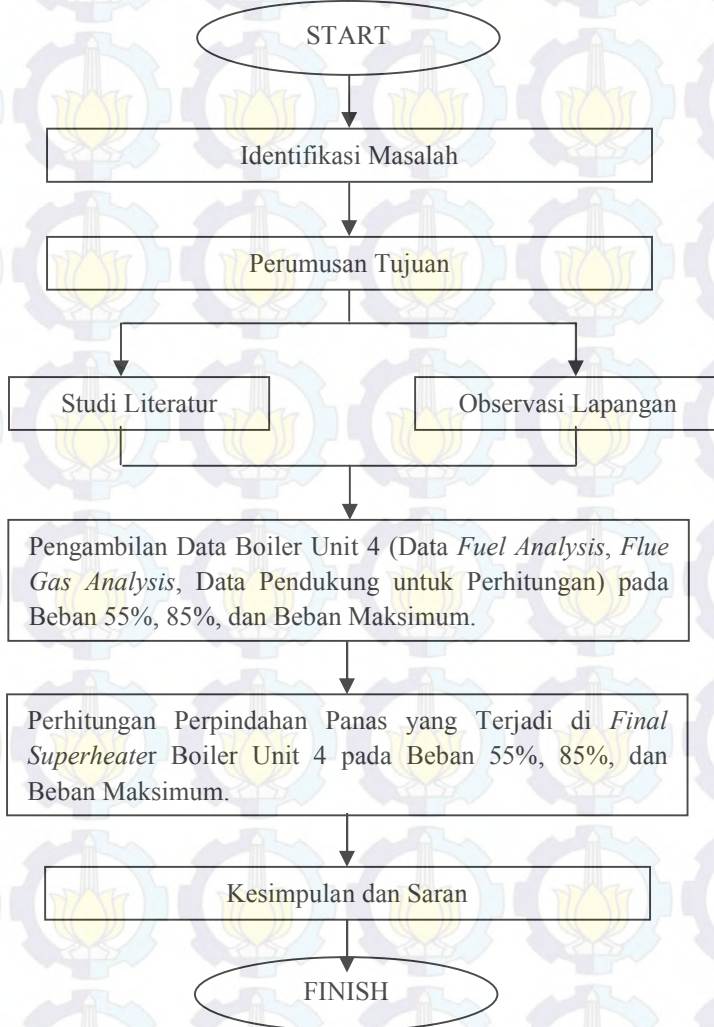 START
Identifikasi Masalah
Perumusan Tujuan
Studi Literatur
Observasi Lapangan
Pengambilan Data Boiler Unit 4 (Data Fuel Analysis, Flue
Gas Analysis, Data Pendukung untuk Perhitungan) pada
Beban 55%, 85%, dan Beban Maksimum.
Perhitungan Perpindahan Panas yang Terjadi di Final
Superheater Boiler Unit 4 pada Beban 55%, 85%, dan
Beban Maksimum.
Kesimpulan dan Saran
FINISH